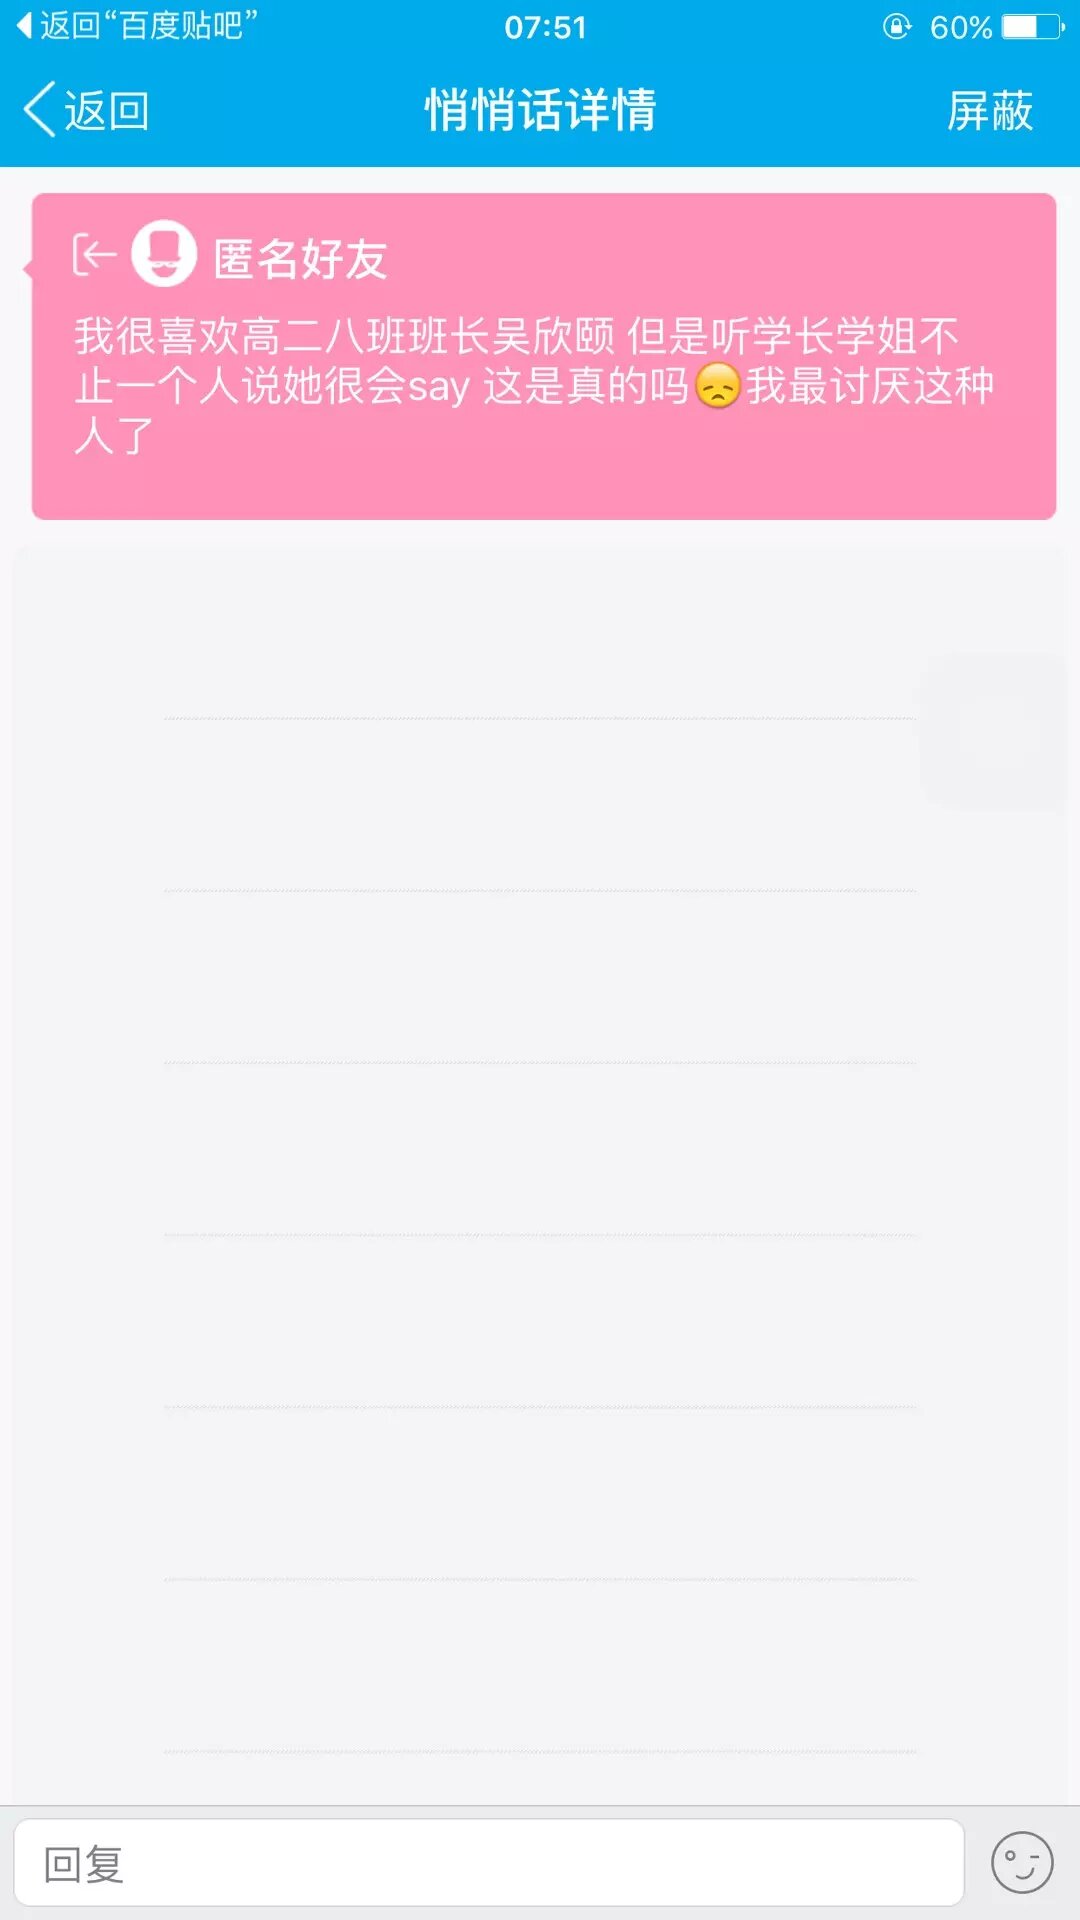 返回“百度贴吧”
07:51
60%
返回
悄悄话详情
屏蔽
匿名好友
我很喜欢高二八班班长吴欣颐 但是听学长学姐不
止一个人说她很会say 这是真的吗😞我最讨厌这种
人了
回复